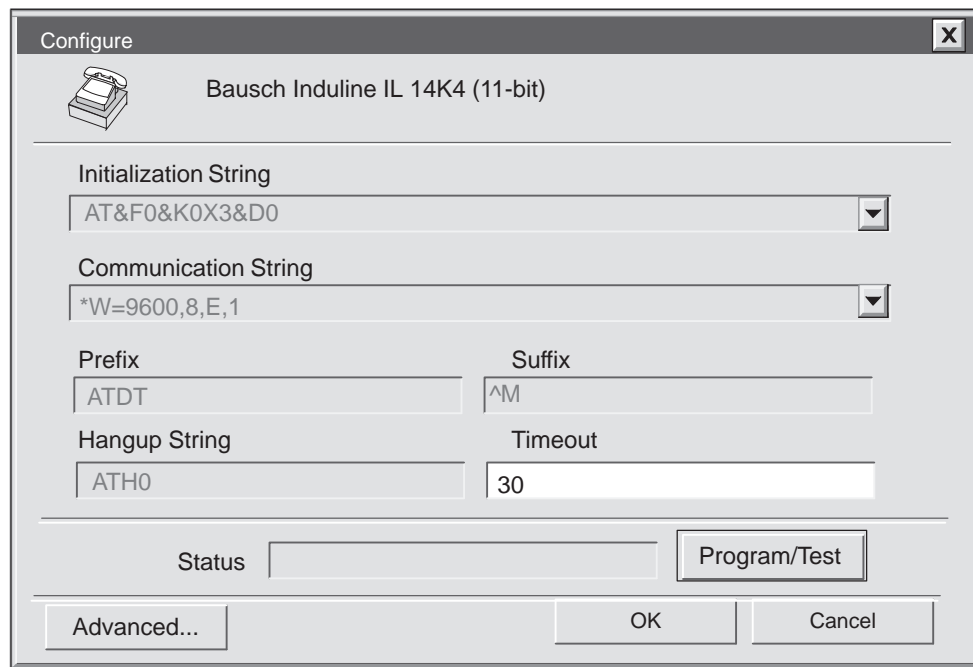 Configure
X
Bausch Induline IL 14K4 (11-bit)
Initialization String
AT&F0&K0X3&D0
Communication String
*W=9600,8,E,1
Prefix
Suffix
ATDT
^M
Hangup String
Timeout
ATH0
30
Status
Program/Test
Advanced...
OK
Cancel